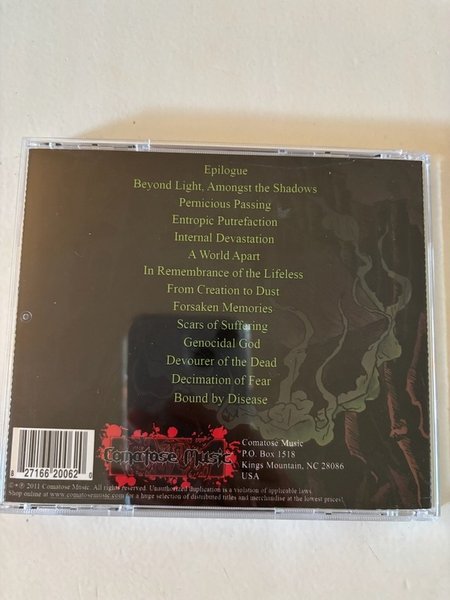 Epilogue
Beyond Light, Amongst the Shadows
Pernicious Passing
Entropic Putrefaction
Internal Devastation
A World Apart
In Remembrance of the Lifeless
From Creation to Dust
Forsaken Memories
Scars of Suffering
Genocidal God
Devourer of the Dead
Decimation of Fear
Bound by Disease
Comatose Music
Comatose Music
P.O. Box 1518
Kings Mountain, NC 28086
USA
8 27166 20062 0
©+℗ 2011 Comatose Music. All rights reserved. Unauthorized duplication is a violation of applicable laws.
Shop online at www.comatosemusic.com for a huge selection of distributed titles and merchandise at the lowest prices!